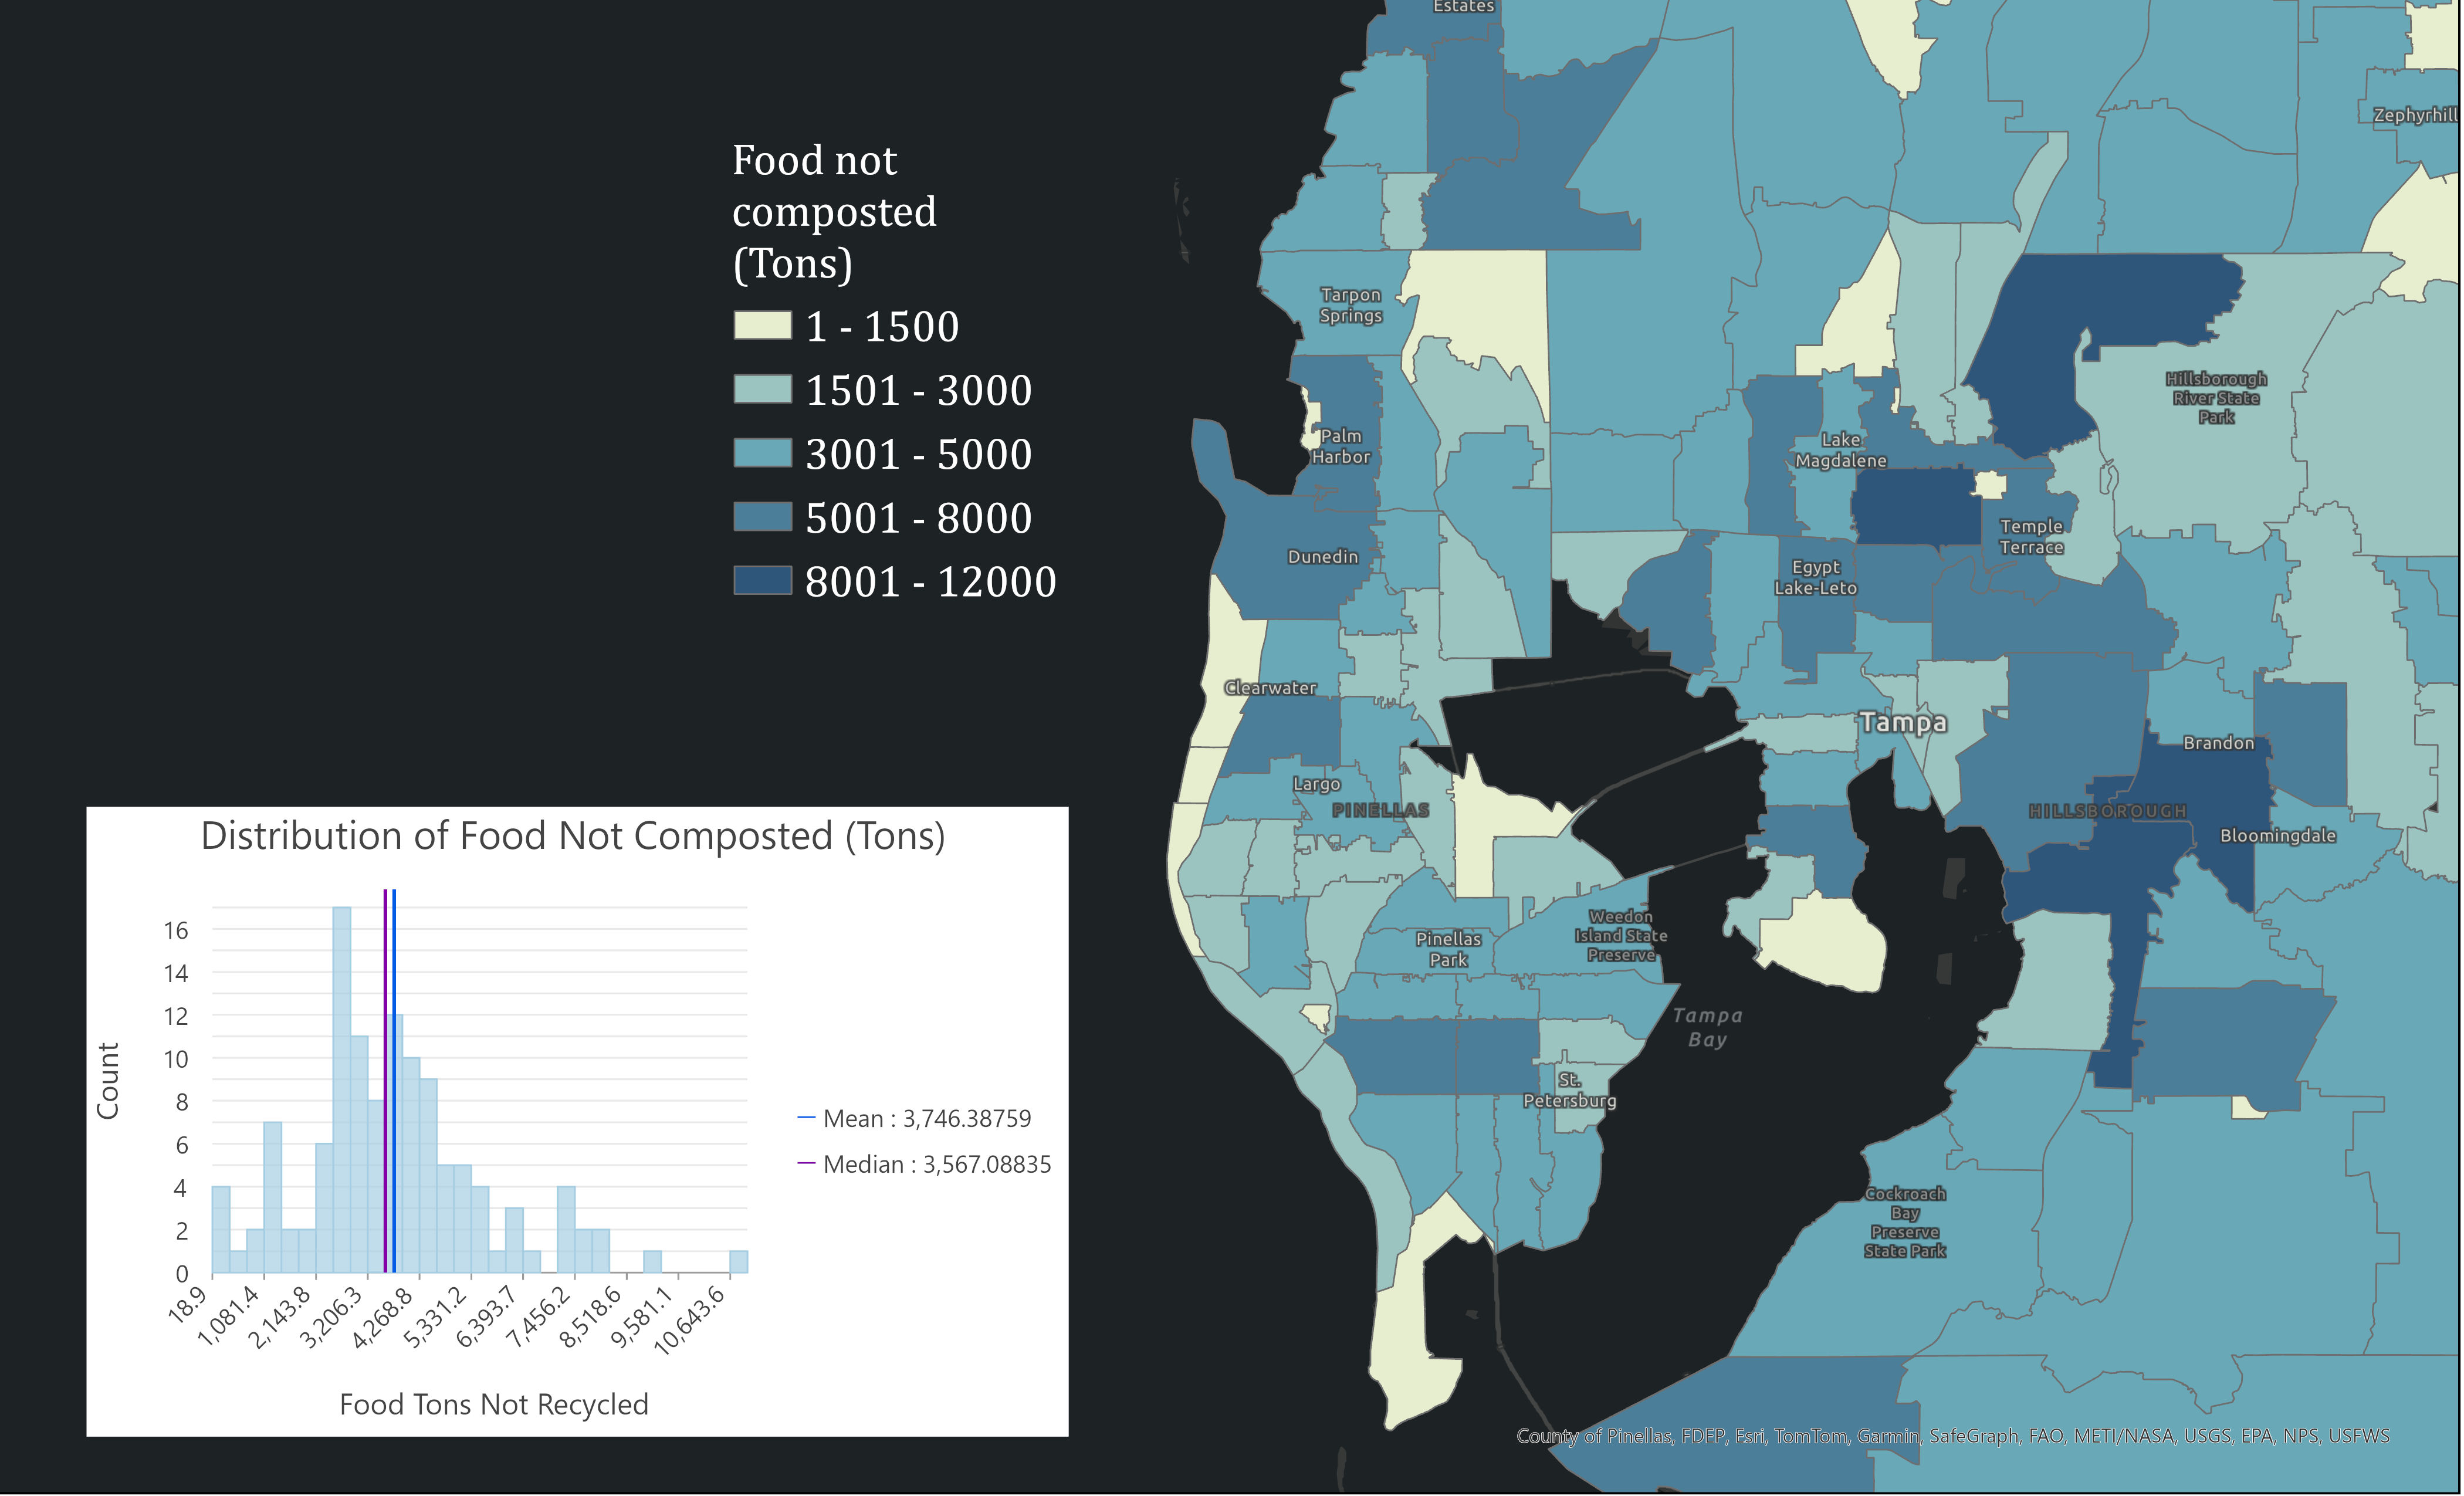 Estates
Zephyrhill
Food not
composted
(Tons)
1 - 1500
1501 - 3000
3001 - 5000
5001 - 8000
8001 - 12000
Tarpon
Springs
Hillsborough
River State
Park
Palm
Harbor
Lake
Magdalene
Temple
Terrace
Dunedin
Egypt
Lake-Leto
Clearwater
Tampa
Brandon
Largo
PINELLAS
HILLSBOROUGH
Bloomingdale
Weedon
Island State
Preserve
Pinellas
Park
Tampa
Bay
St.
Petersburg
Cockroach
Bay
Preserve
State Park
Distribution of Food Not Composted (Tons)
Count
16
14
12
10
8
6
4
2
0
18.9
1,081.4
2,143.8
3,206.3
4,268.8
5,331.2
6,393.7
7,456.2
8,518.6
9,581.1
10,643.6
Food Tons Not Recycled
Mean : 3,746.38759
Median : 3,567.08835
County of Pinellas, FDEP, Esri, TomTom, Garmin, SafeGraph, FAO, METI/NASA, USGS, EPA, NPS, USFWS